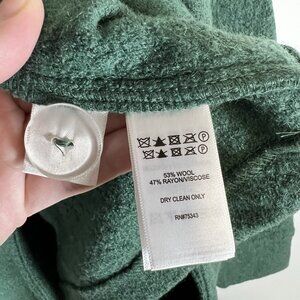 53% WOOL
47% RAYON/VISCOSE
DRY CLEAN ONLY
RN#75343